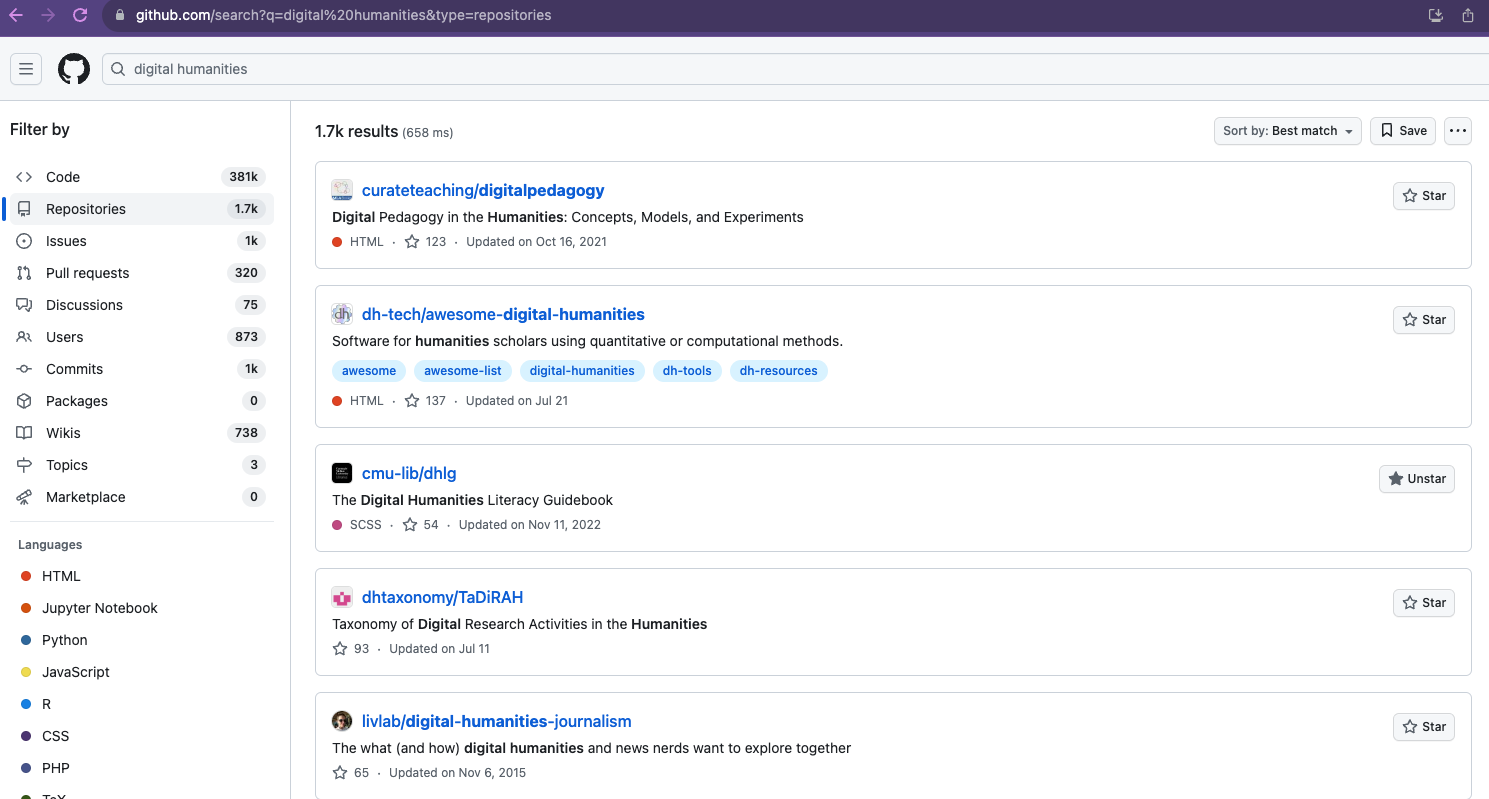 github.com/search?q=digital%20humanities&type=repositories
digital humanities
Filter by
Code 381k
Repositories 1.7k
Issues 1k
Pull requests 320
Discussions 75
Users 873
Commits 1k
Packages 0
Wikis 738
Topics 3
Marketplace 0
Languages
HTML
Jupyter Notebook
Python
JavaScript
R
CSS
PHP
TeX
1.7k results (658 ms)
Sort by: Best match Save
curateteaching/digitalpedagogy
Star
Digital Pedagogy in the Humanities: Concepts, Models, and Experiments
HTML · 123 · Updated on Oct 16, 2021
dh dh-tech/awesome-digital-humanities
Star
Software for humanities scholars using quantitative or computational methods.
awesome awesome-list digital-humanities dh-tools dh-resources
HTML · 137 · Updated on Jul 21
cmu-lib/dhlg
Unstar
The Digital Humanities Literacy Guidebook
SCSS · 54 · Updated on Nov 11, 2022
dhtaxonomy/TaDiRAH
Star
Taxonomy of Digital Research Activities in the Humanities
93 · Updated on Jul 11
livlab/digital-humanities-journalism
Star
The what (and how) digital humanities and news nerds want to explore together
65 · Updated on Nov 6, 2015